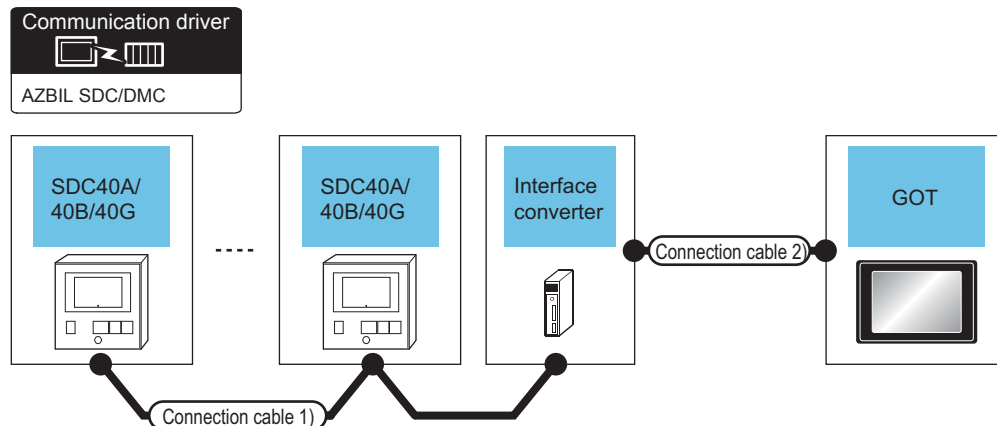 Communication driver
AZBIL SDC/DMC
SDC40A/
40B/40G
SDC40A/
40B/40G
Interface
converter
GOT
Connection cable 2)
Connection cable 1)